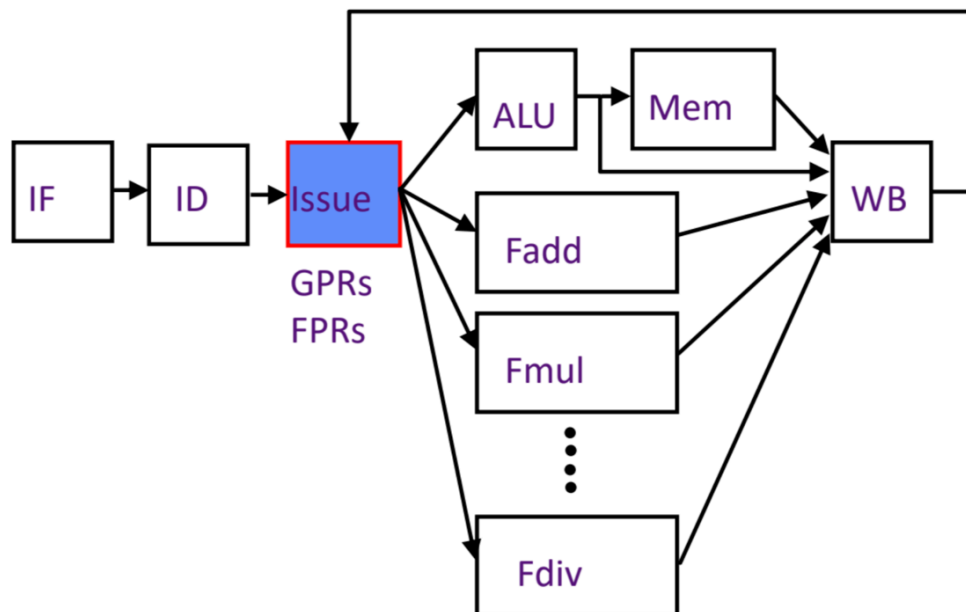 IF
ID
Issue
GPRs
FPRs
ALU
Mem
Fadd
Fmul
Fdiv
WB